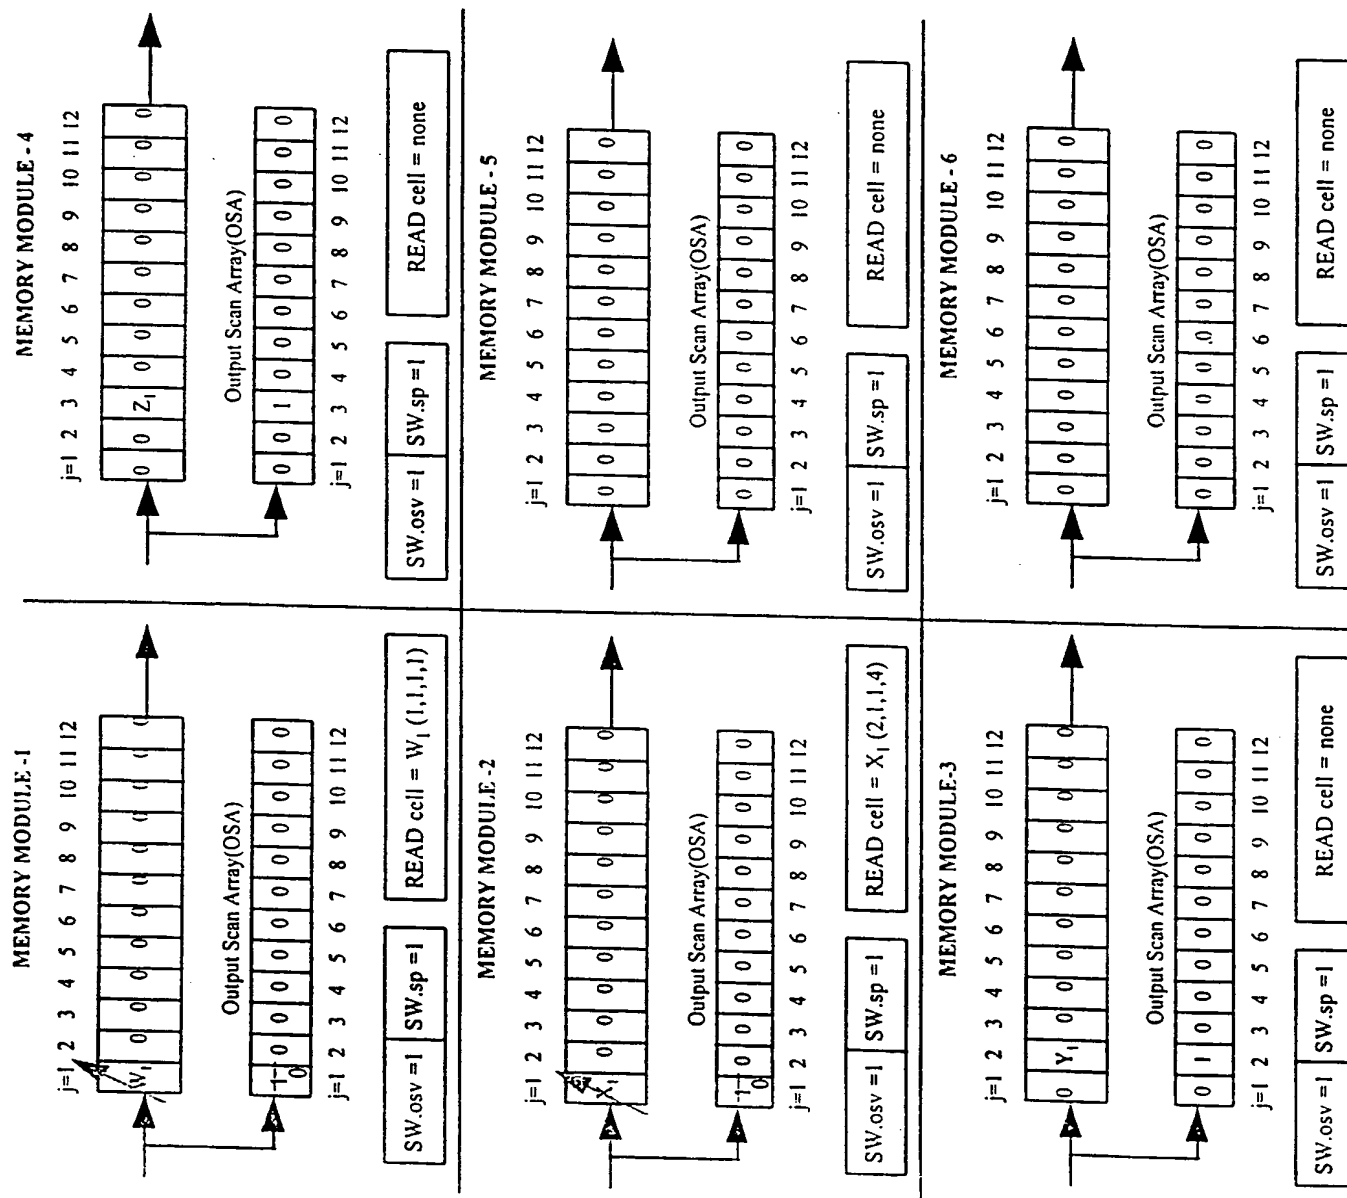 MEMORY MODULE -1
j=1 2 3 4 5 6 7 8 9 10 11 12
W₁ 0 0 0 0 0 0 0 0 0 0 0
Output Scan Array(OSA)
1 0 0 0 0 0 0 0 0 0 0 0
0
j=1 2 3 4 5 6 7 8 9 10 11 12
SW.osv =1 SW.sp =1 READ cell = W₁ (1,1,1,1)
MEMORY MODULE - 4
j=1 2 3 4 5 6 7 8 9 10 11 12
0 0 Z₁ 0 0 0 0 0 0 0 0 0
Output Scan Array(OSA)
0 0 1 0 0 0 0 0 0 0 0 0
j=1 2 3 4 5 6 7 8 9 10 11 12
SW.osv =1 SW.sp =1 READ cell = none
MEMORY MODULE -2
j=1 2 3 4 5 6 7 8 9 10 11 12
X₁ 0 0 0 0 0 0 0 0 0 0 0
Output Scan Array(OSA)
1 0 0 0 0 0 0 0 0 0 0 0
0
j=1 2 3 4 5 6 7 8 9 10 11 12
SW.osv =1 SW.sp =1 READ cell = X₁ (2,1,1,4)
MEMORY MODULE - 5
j=1 2 3 4 5 6 7 8 9 10 11 12
0 0 0 0 0 0 0 0 0 0 0 0
Output Scan Array(OSA)
0 0 0 0 0 0 0 0 0 0 0 0
j=1 2 3 4 5 6 7 8 9 10 11 12
SW.osv =1 SW.sp =1 READ cell = none
MEMORY MODULE-3
j=1 2 3 4 5 6 7 8 9 10 11 12
0 Y₁ 0 0 0 0 0 0 0 0 0 0
Output Scan Array(OSA)
0 1 0 0 0 0 0 0 0 0 0 0
j=1 2 3 4 5 6 7 8 9 10 11 12
SW.osv =1 SW.sp =1 READ cell = none
MEMORY MODULE - 6
j=1 2 3 4 5 6 7 8 9 10 11 12
0 0 0 0 0 0 0 0 0 0 0 0
Output Scan Array(OSA)
0 0 0 0 0 0 0 0 0 0 0 0
j=1 2 3 4 5 6 7 8 9 10 11 12
SW.osv =1 SW.sp =1 READ cell = none